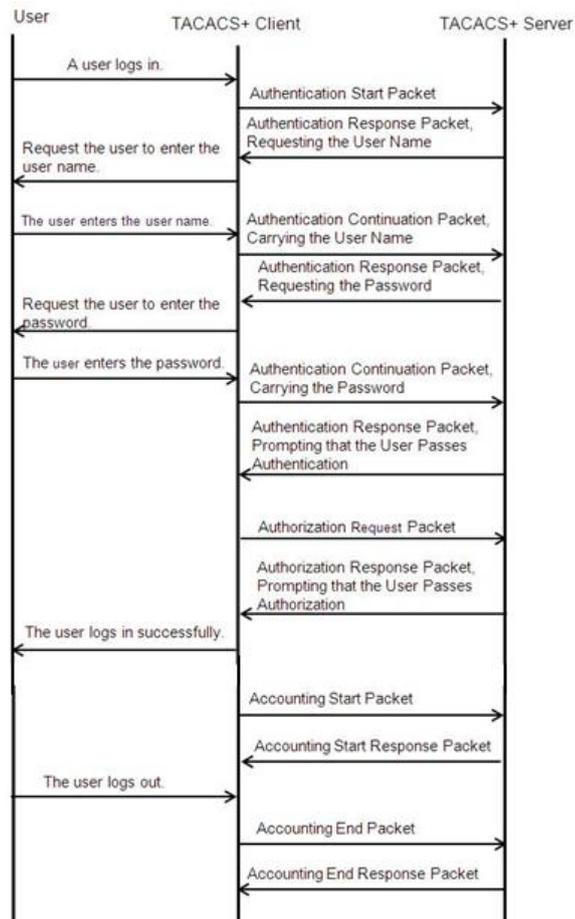 User
TACACS+ Client
TACACS+ Server
A user logs in.
Authentication Start Packet
Authentication Response Packet,
Requesting the User Name
Request the user to enter the
user name.
The user enters the user name.
Authentication Continuation Packet,
Carrying the User Name
Authentication Response Packet,
Requesting the Password
Request the user to enter the
password.
The user enters the password.
Authentication Continuation Packet,
Carrying the Password
Authentication Response Packet,
Prompting that the User Passes
Authentication
Authorization Request Packet
Authorization Response Packet,
Prompting that the User Passes
Authorization
The user logs in successfully.
Accounting Start Packet
Accounting Start Response Packet
The user logs out.
Accounting End Packet
Accounting End Response Packet